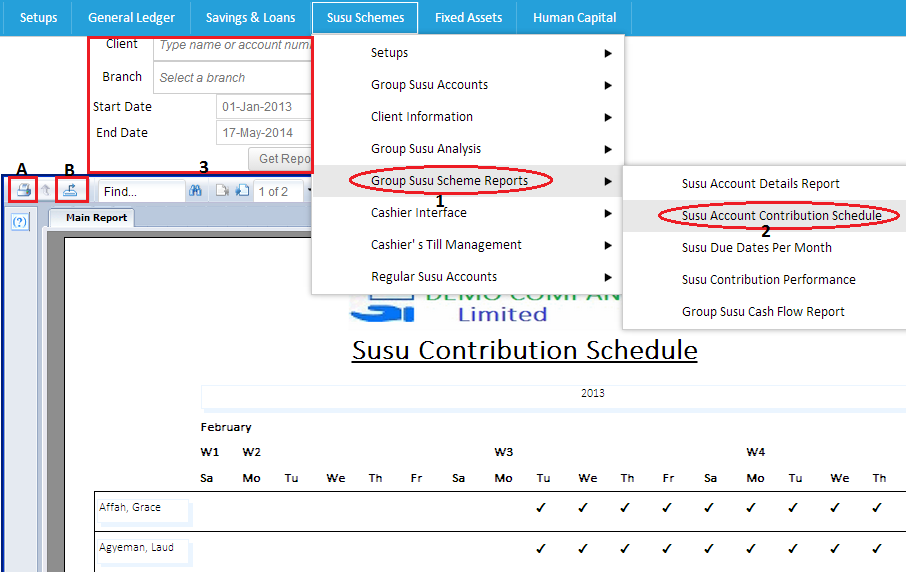 Setups General Ledger Savings & Loans Susu Schemes Fixed Assets Human Capital
Client Type name or account num
Branch Select a branch
Start Date 01-Jan-2013
End Date 17-May-2014
Get Repo
3
A B
Find... 1 of 2
(?) Main Report
Setups
Group Susu Accounts
Client Information
Group Susu Analysis
Group Susu Scheme Reports
1
Cashier Interface
Cashier' s Till Management
Regular Susu Accounts
Susu Account Details Report
Susu Account Contribution Schedule
2
Susu Due Dates Per Month
Susu Contribution Performance
Group Susu Cash Flow Report
DEMO COMPAN
Limited
Susu Contribution Schedule
2013
February
W1 W2 W3 W4
Sa Mo Tu We Th Fr Sa Mo Tu We Th Fr Sa Mo Tu We Th
Affah, Grace ✓ ✓ ✓ ✓ ✓ ✓ ✓ ✓ ✓
Agyeman, Laud ✓ ✓ ✓ ✓ ✓ ✓ ✓ ✓ ✓